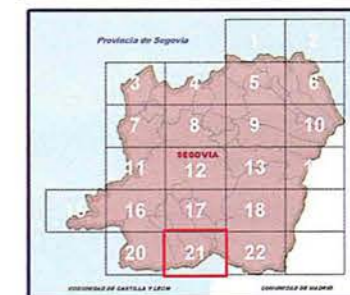 Provincia de Segovia
1 2
3 4 5 6
7 8 9 10
11 12 13 1
SEGOVIA
16 17 18
20 21 22
COMUNIDAD DE CASTILLA Y LEON COMUNIDAD DE MADRID